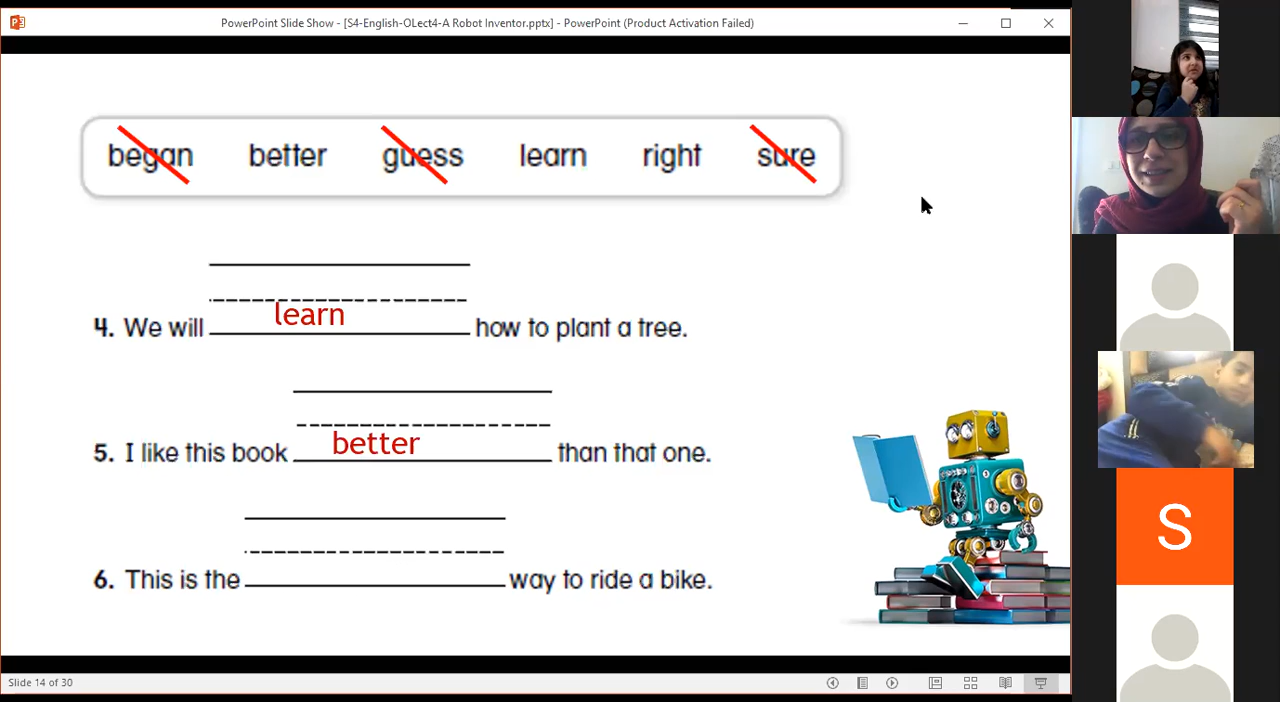 PowerPoint Slide Show - [S4-English-OLect4-A Robot Inventor.pptx] - PowerPoint (Product Activation Failed)
began better guess learn right sure
4. We will learn how to plant a tree.
5. I like this book better than that one.
6. This is the way to ride a bike.
S
Slide 14 of 30